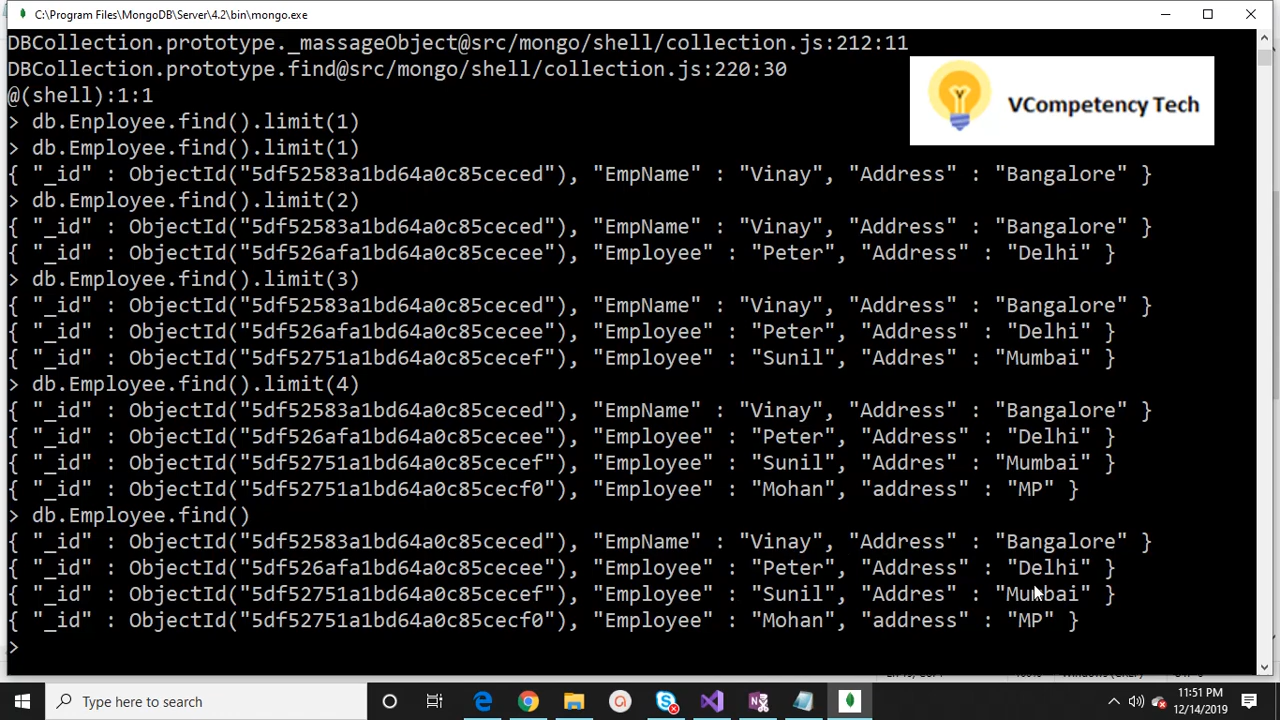 C:\Program Files\MongoDB\Server\4.2\bin\mongo.exe
DBCollection.prototype._massageObject@src/mongo/shell/collection.js:212:11
DBCollection.prototype.find@src/mongo/shell/collection.js:220:30
@(shell):1:1
VCompetency Tech
> db.Enployee.find().limit(1)
> db.Employee.find().limit(1)
{ "_id" : ObjectId("5df52583a1bd64a0c85ceced"), "EmpName" : "Vinay", "Address" : "Bangalore" }
> db.Employee.find().limit(2)
{ "_id" : ObjectId("5df52583a1bd64a0c85ceced"), "EmpName" : "Vinay", "Address" : "Bangalore" }
{ "_id" : ObjectId("5df526afa1bd64a0c85cecee"), "Employee" : "Peter", "Address" : "Delhi" }
> db.Employee.find().limit(3)
{ "_id" : ObjectId("5df52583a1bd64a0c85ceced"), "EmpName" : "Vinay", "Address" : "Bangalore" }
{ "_id" : ObjectId("5df526afa1bd64a0c85cecee"), "Employee" : "Peter", "Address" : "Delhi" }
{ "_id" : ObjectId("5df52751a1bd64a0c85cecef"), "Employee" : "Sunil", "Addres" : "Mumbai" }
> db.Employee.find().limit(4)
{ "_id" : ObjectId("5df52583a1bd64a0c85ceced"), "EmpName" : "Vinay", "Address" : "Bangalore" }
{ "_id" : ObjectId("5df526afa1bd64a0c85cecee"), "Employee" : "Peter", "Address" : "Delhi" }
{ "_id" : ObjectId("5df52751a1bd64a0c85cecef"), "Employee" : "Sunil", "Addres" : "Mumbai" }
{ "_id" : ObjectId("5df52751a1bd64a0c85cecf0"), "Employee" : "Mohan", "address" : "MP" }
> db.Employee.find()
{ "_id" : ObjectId("5df52583a1bd64a0c85ceced"), "EmpName" : "Vinay", "Address" : "Bangalore" }
{ "_id" : ObjectId("5df526afa1bd64a0c85cecee"), "Employee" : "Peter", "Address" : "Delhi" }
{ "_id" : ObjectId("5df52751a1bd64a0c85cecef"), "Employee" : "Sunil", "Addres" : "Mumbai" }
{ "_id" : ObjectId("5df52751a1bd64a0c85cecf0"), "Employee" : "Mohan", "address" : "MP" }
>
Type here to search
11:51 PM
12/14/2019